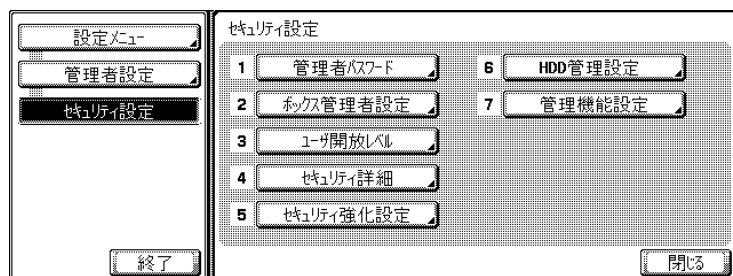 設定ﾒﾆｭｰ
管理者設定
ｾｷｭﾘﾃｨ設定
終了
ｾｷｭﾘﾃｨ設定
1 管理者ﾊﾟｽﾜｰﾄﾞ
2 ﾎﾞｯｸｽ管理者設定
3 ﾕｰｻﾞ開放ﾚﾍﾞﾙ
4 ｾｷｭﾘﾃｨ詳細
5 ｾｷｭﾘﾃｨ強化設定
6 HDD管理設定
7 管理機能設定
閉じる